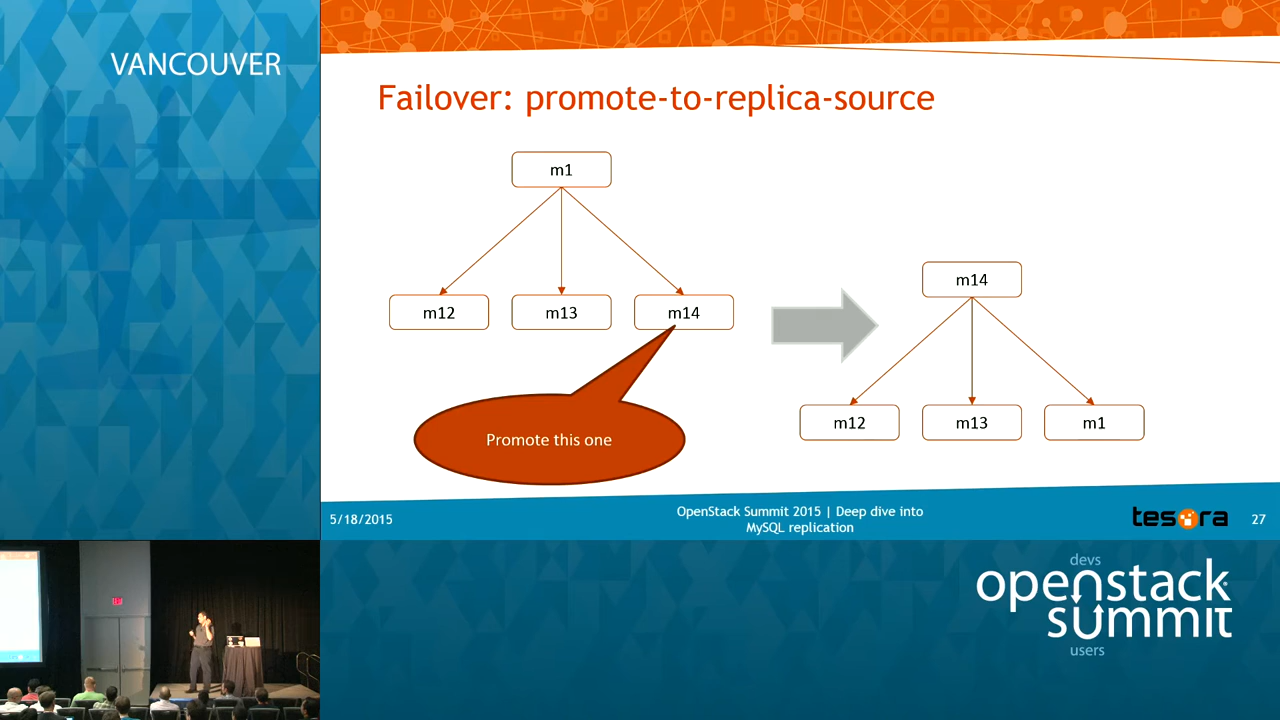 VANCOUVER
Failover: promote-to-replica-source
m1
m12
m13
m14
Promote this one
m14
m12
m13
m1
5/18/2015
OpenStack Summit 2015 | Deep dive into
MySQL replication
tesora
27
devs
openstack
summit
users